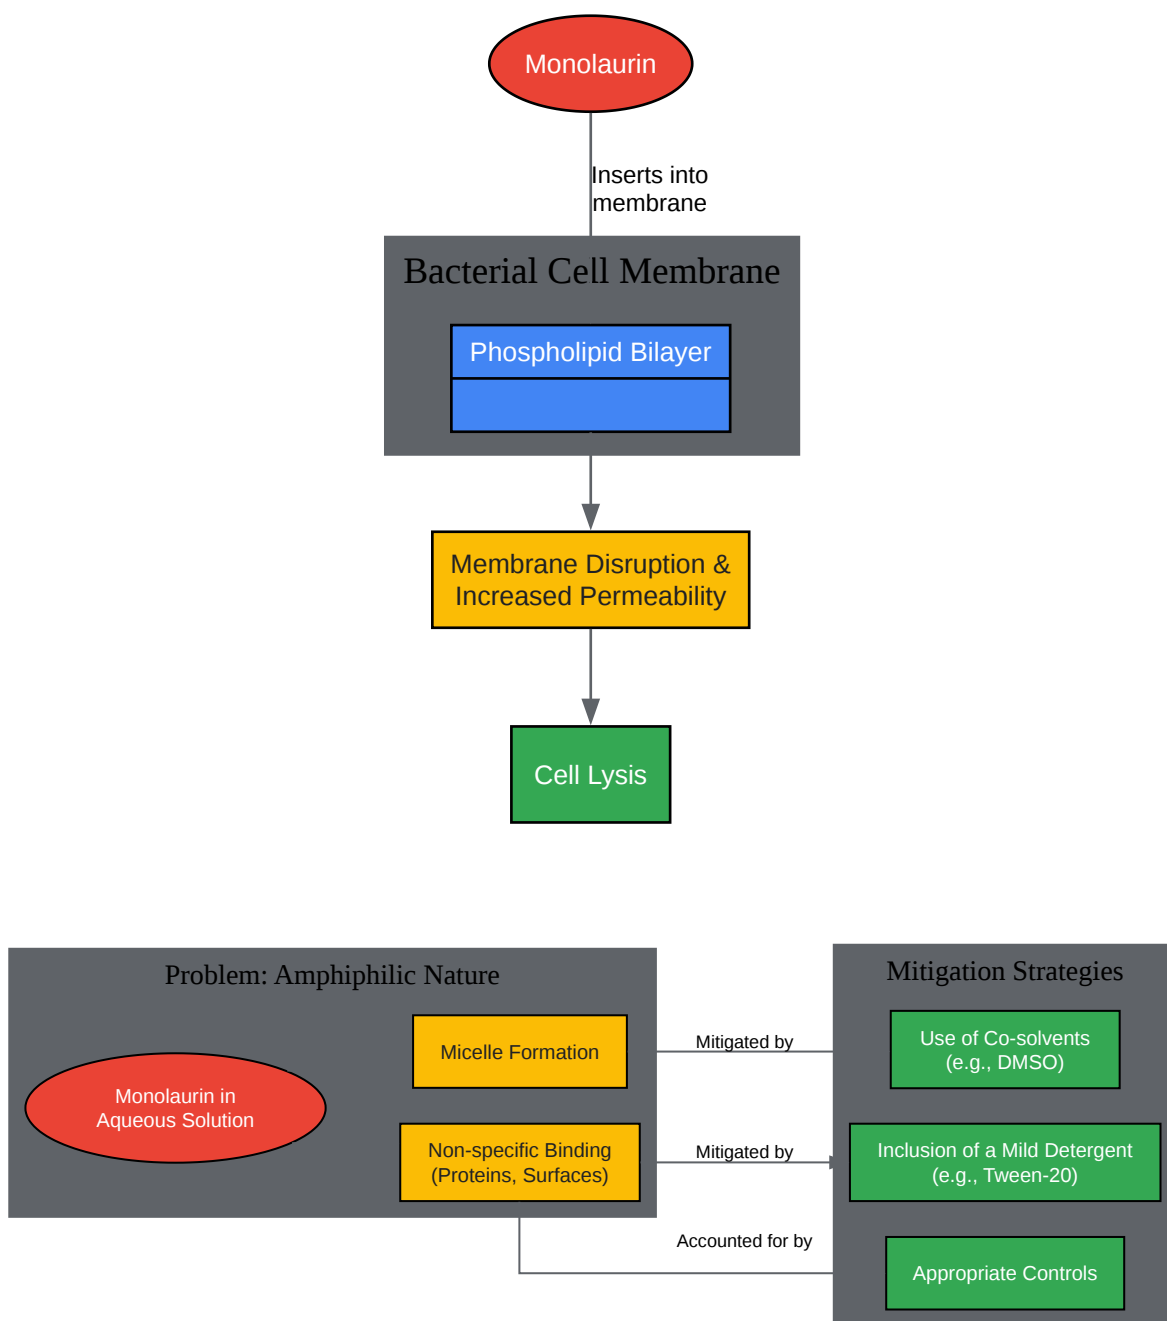 Monolaurin
Inserts into
membrane
Bacterial Cell Membrane
Phospholipid Bilayer
Membrane Disruption &
Increased Permeability
Cell Lysis
Problem: Amphiphilic Nature
Monolaurin in
Aqueous Solution
Micelle Formation
Non-specific Binding
(Proteins, Surfaces)
Mitigated by
Mitigated by
Accounted for by
Mitigation Strategies
Use of Co-solvents
(e.g., DMSO)
Inclusion of a Mild Detergent
(e.g., Tween-20)
Appropriate Controls